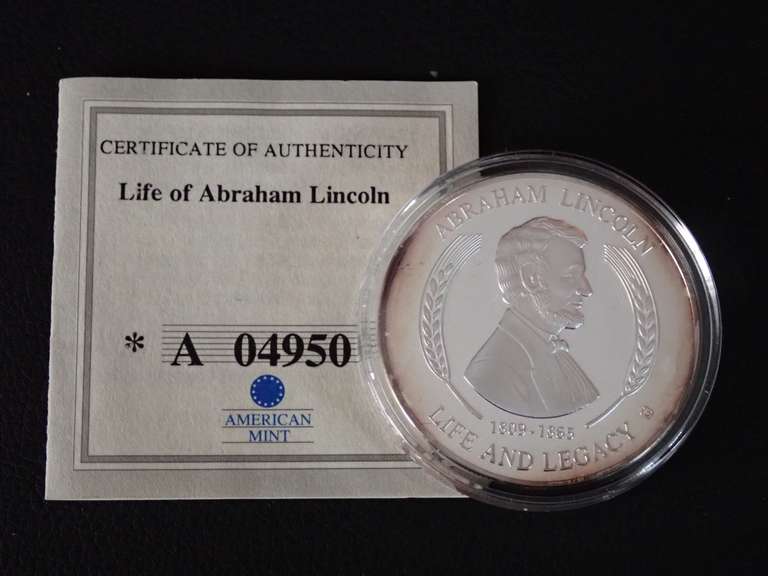 CERTIFICATE OF AUTHENTICITY
Life of Abraham Lincoln
* A 04950
AMERICAN
MINT
ABRAHAM LINCOLN
1809 - 1865
LIFE AND LEGACY